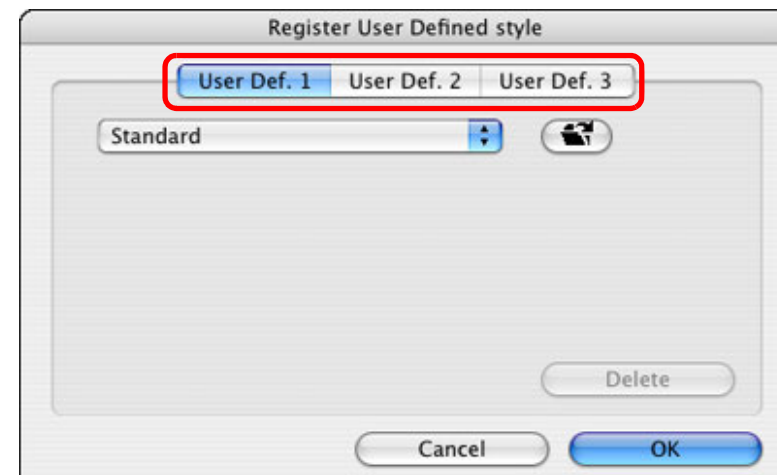 Register User Defined style
User Def. 1 User Def. 2 User Def. 3
Standard
Delete
Cancel OK